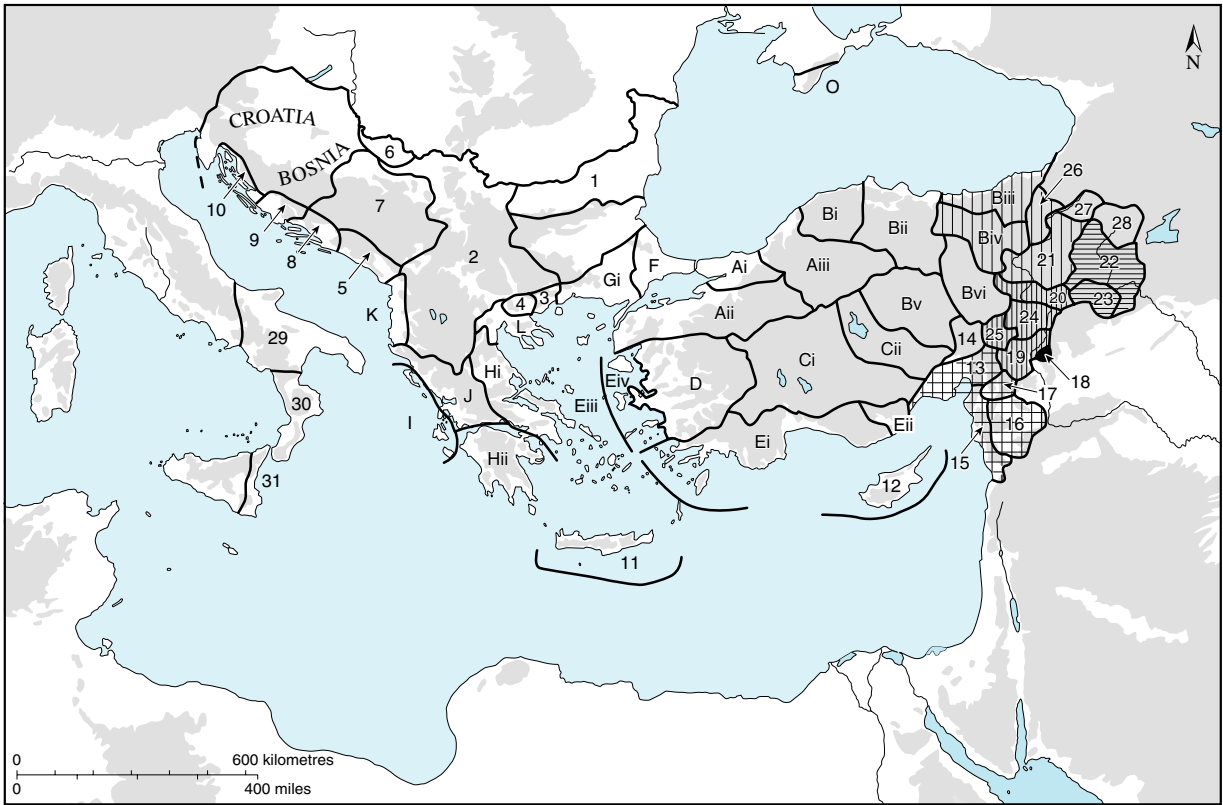 N
O
CROATIA
BOSNIA
6
1
26
10
7
Bi
Bii
Biii
27
28
9
Biv
8
2
F
Ai
Aiii
21
22
5
Gi
K
4
3
Aii
Bv
Bvi
20
23
L
24
29
14
25
Cii
Ci
19
Hi
Eiv
D
13
18
30
J
Eiii
17
I
Eii
16
Hii
Ei
15
31
12
11
0
600 kilometres
0
400 miles